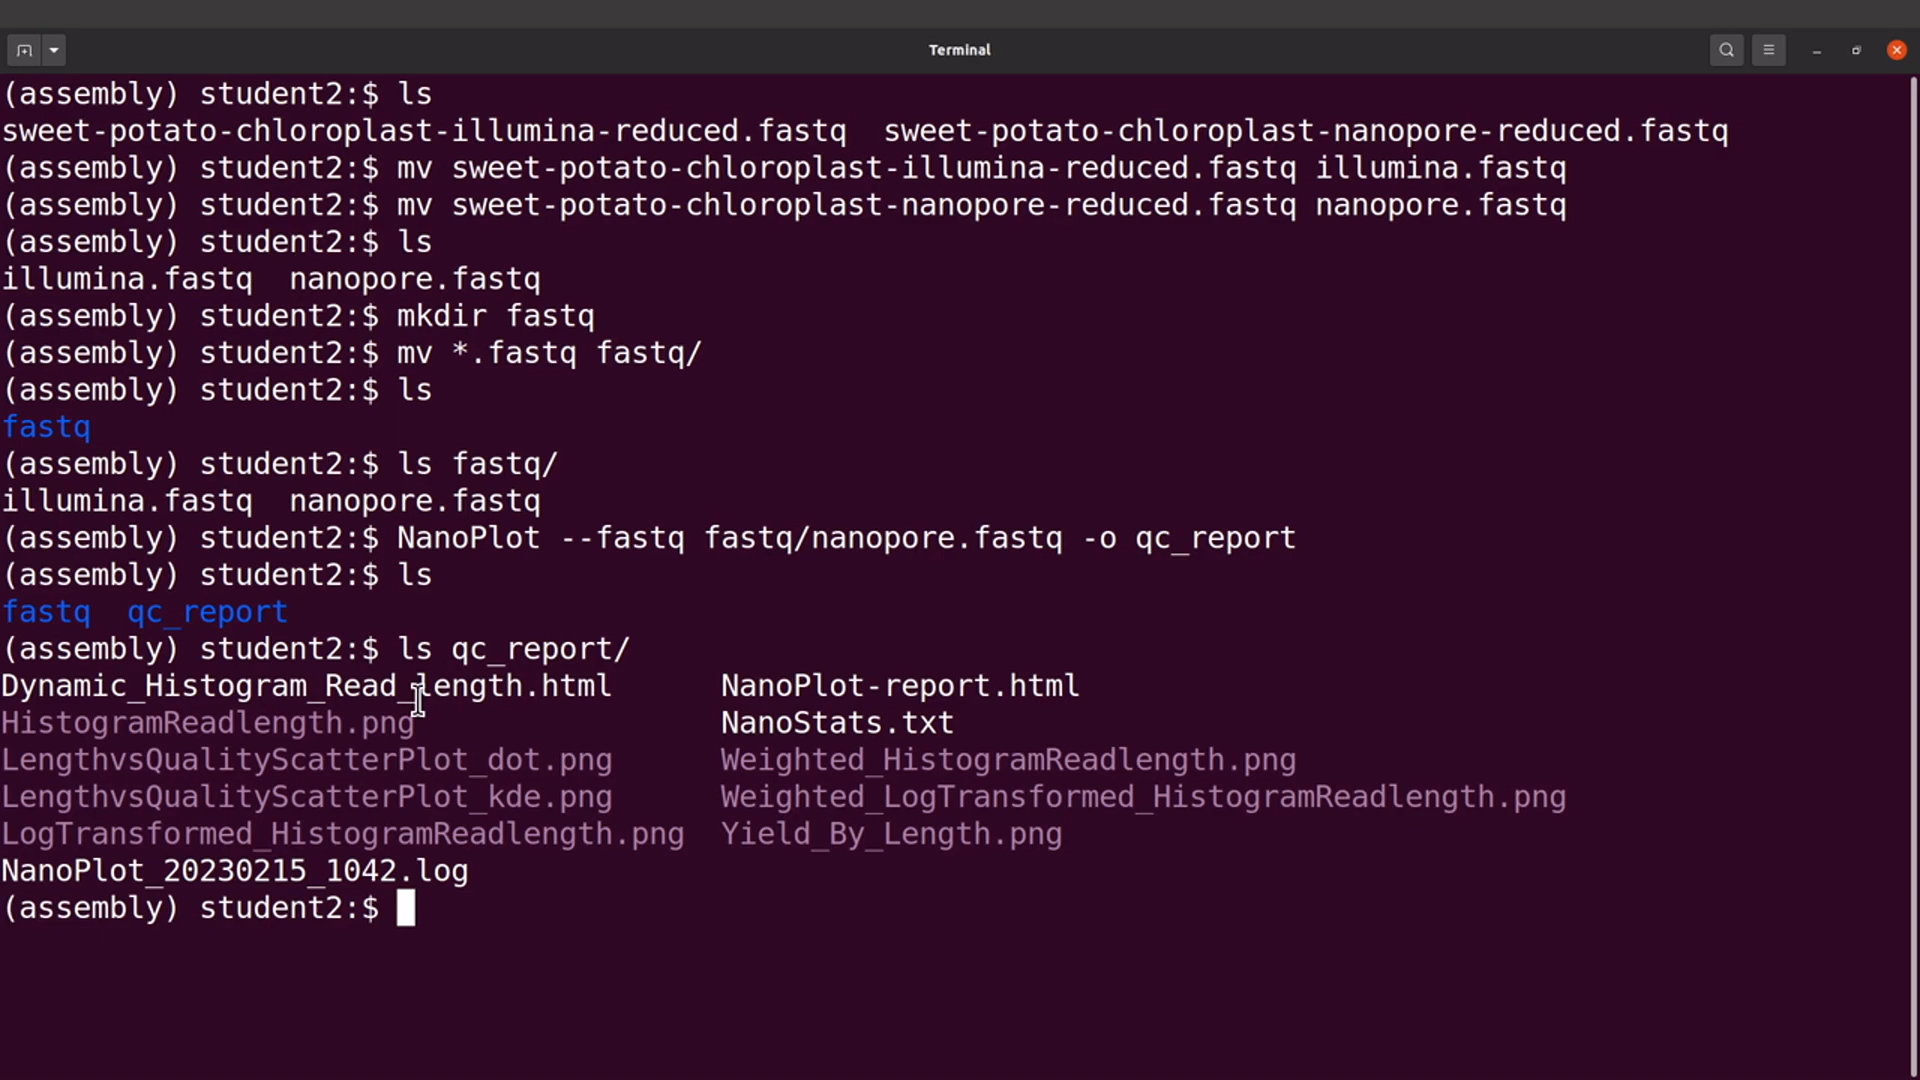 Terminal
(assembly) student2:$ ls
sweet-potato-chloroplast-illumina-reduced.fastq  sweet-potato-chloroplast-nanopore-reduced.fastq
(assembly) student2:$ mv sweet-potato-chloroplast-illumina-reduced.fastq illumina.fastq
(assembly) student2:$ mv sweet-potato-chloroplast-nanopore-reduced.fastq nanopore.fastq
(assembly) student2:$ ls
illumina.fastq  nanopore.fastq
(assembly) student2:$ mkdir fastq
(assembly) student2:$ mv *.fastq fastq/
(assembly) student2:$ ls
fastq
(assembly) student2:$ ls fastq/
illumina.fastq  nanopore.fastq
(assembly) student2:$ NanoPlot --fastq fastq/nanopore.fastq -o qc_report
(assembly) student2:$ ls
fastq  qc_report
(assembly) student2:$ ls qc_report/
Dynamic_Histogram_Read_length.html      NanoPlot-report.html
HistogramReadlength.png                 NanoStats.txt
LengthvsQualityScatterPlot_dot.png      Weighted_HistogramReadlength.png
LengthvsQualityScatterPlot_kde.png      Weighted_LogTransformed_HistogramReadlength.png
LogTransformed_HistogramReadlength.png  Yield_By_Length.png
NanoPlot_20230215_1042.log
(assembly) student2:$